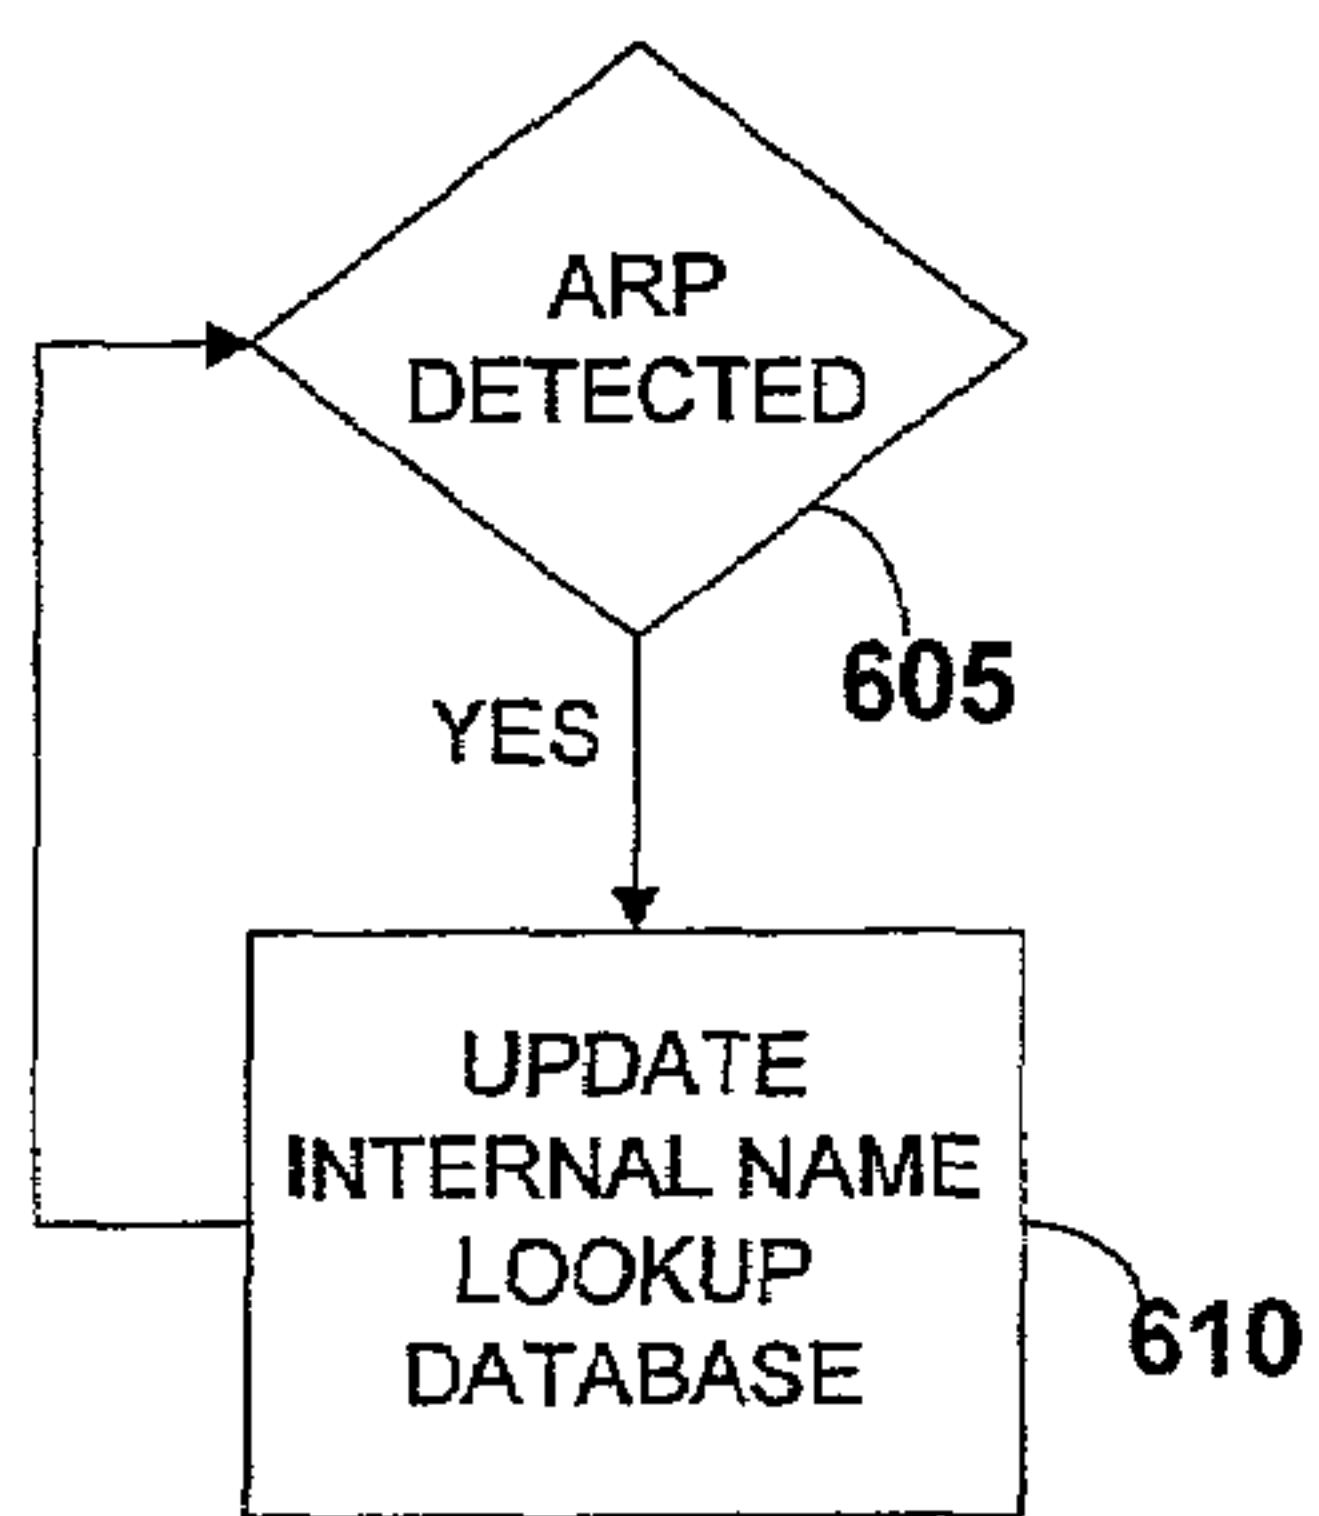 ARP
DETECTED
605
YES
UPDATE
INTERNAL NAME
LOOKUP
DATABASE
610